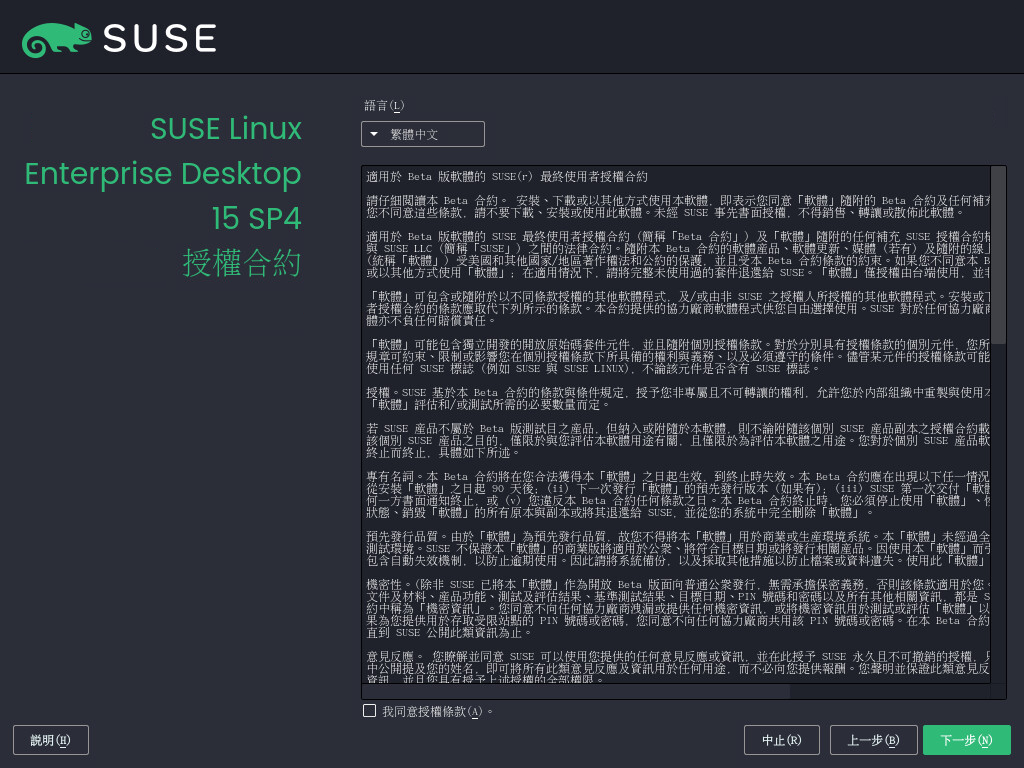 SUSE
SUSE Linux
Enterprise Desktop
15 SP4
授權合約
語言(L)
繁體中文
適用於 Beta 版軟體的 SUSE(r) 最終使用者授權合約
請仔細閱讀本 Beta 合約。 安裝、下載或以其他方式使用本軟體，即表示您同意「軟體」隨附的 Beta 合約及任何補充
您不同意這些條款，請不要下載、安裝或使用此軟體。未經 SUSE 事先書面授權，不得銷售、轉讓或散佈此軟體。
適用於 Beta 版軟體的 SUSE 最終使用者授權合約 (簡稱「Beta 合約」) 及「軟體」隨附的任何補充 SUSE 授權合約構
與 SUSE LLC (簡稱「SUSE」) 之間的法律合約。隨附本 Beta 合約的軟體產品、軟體更新、媒體 (若有) 及隨附的線上
(統稱「軟體」) 受美國和其他國家/地區著作權法和公約的保護，並且受本 Beta 合約條款的約束。如果您不同意本 B
或以其他方式使用「軟體」；在適用情況下，請將完整未使用過的套件退還給 SUSE。「軟體」僅授權由台端使用，並非
「軟體」可包含或隨附於以不同條款授權的其他軟體程式，及/或由非 SUSE 之授權人所授權的其他軟體程式。安裝或下
者授權合約的條款應取代下列所示的條款。本合約提供的協力廠商軟體程式供您自由選擇使用。SUSE 對於任何協力廠商
體亦不負任何賠償責任。
「軟體」可能包含獨立開發的開放原始碼套件元件，並且隨附個別授權條款。對於分別具有授權條款的個別元件，您所
規章可約束、限制或影響您在個別授權條款下所具備的權利與義務、以及必須遵守的條件。儘管某元件的授權條款可能
使用任何 SUSE 標誌 (例如 SUSE 與 SUSE LINUX)，不論該元件是否含有 SUSE 標誌。
授權。SUSE 基於本 Beta 合約的條款與條件規定，授予您非專屬且不可轉讓的權利，允許您於內部組織中重製與使用本
「軟體」評估和/或測試所需的必要數量而定。
若 SUSE 產品不屬於 Beta 版測試目之產品，但納入或附隨於本軟體，則不論附隨該個別 SUSE 產品副本之授權合約載
該個別 SUSE 產品之目的，僅限於與您評估本軟體用途有關，且僅限於為評估本軟體之用途。您對於個別 SUSE 產品軟
終止而終止，具體如下所述。
專有名詞。本 Beta 合約將在您合法獲得本「軟體」之日起生效，到終止時失效。本 Beta 合約應在出現以下任一情況
從安裝「軟體」之日起 90 天後；(ii) 下一次發行「軟體」的預先發行版本 (如果有)；(iii) SUSE 第一次交付「軟體
何一方書面通知終止，或 (v) 您違反本 Beta 合約任何條款之日。本 Beta 合約終止時，您必須停止使用「軟體」、使
狀態、銷毀「軟體」的所有原本與副本或將其退還給 SUSE，並從您的系統中完全刪除「軟體」。
預先發行品質。由於「軟體」為預先發行品質，故您不得將本「軟體」用於商業或生產環境系統。本「軟體」未經過全
測試環境。SUSE 不保證本「軟體」的商業版將適用於公眾、將符合目標日期或將發行相關產品。因使用本「軟體」而引
包含自動失效機制，以防止逾期使用。因此請將系統備份，以及採取其他措施以防止檔案或資料遺失。使用此「軟體」
機密性。(除非 SUSE 已將本「軟體」作為開放 Beta 版面向普通公衆發行，無需承擔保密義務，否則該條款適用於您。
文件及材料、產品功能、測試及評估結果、基準測試結果、目標日期、PIN 號碼和密碼以及所有其他相關資訊，都是 S
約中稱為「機密資訊」。您同意不向任何協力廠商洩漏或提供任何機密資訊，或將機密資訊用於測試或評估「軟體」以
果為您提供用於存取受限站點的 PIN 號碼或密碼，您同意不向任何協力廠商共用該 PIN 號碼或密碼。在本 Beta 合約
直到 SUSE 公開此類資訊為止。
意見反應。 您瞭解並同意 SUSE 可以使用您提供的任何意見反應或資訊，並在此授予 SUSE 永久且不可撤銷的授權，只
中公開提及您的姓名，即可將所有此類意見反應及資訊用於任何用途，而不必向您提供報酬。您聲明並保證此類意見反
資訊，並且您具有授予上述授權的全部權限。
我同意授權條款(A)。
說明(H)
中止(R)
上一步(B)
下一步(N)